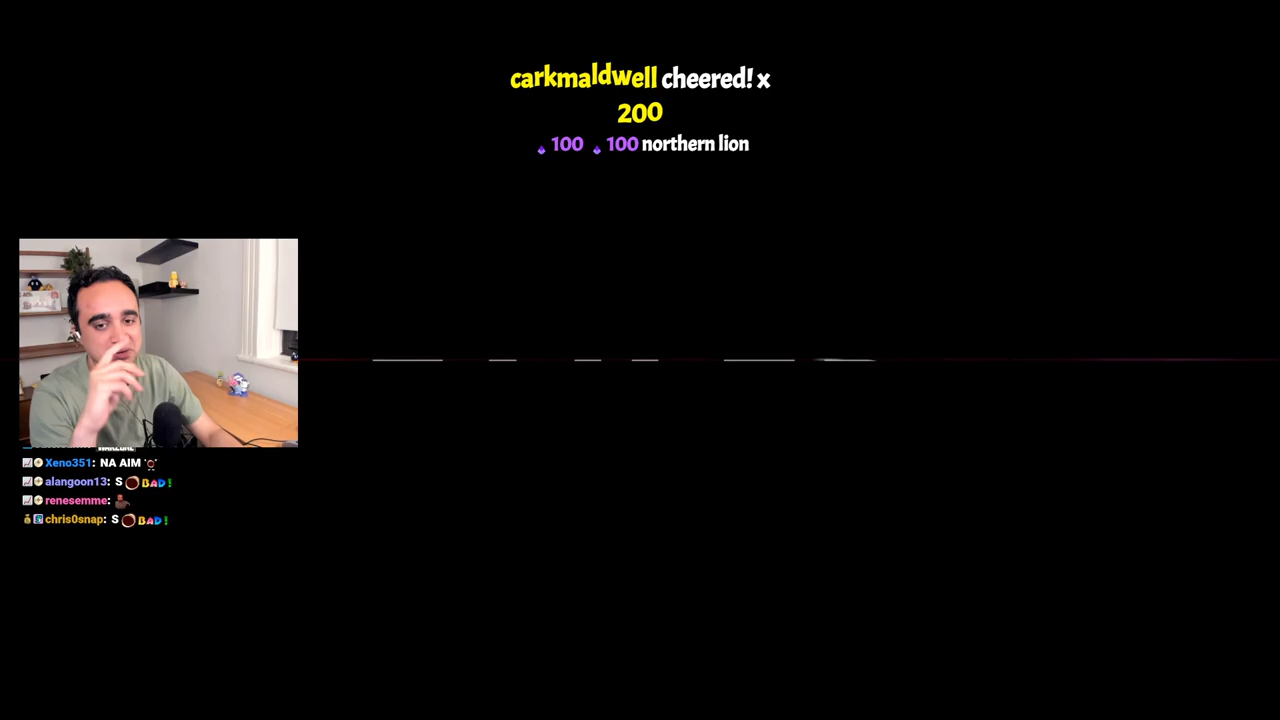 carkmaldwell cheered! x
200
100 100 northern lion
Xeno351: NA AIM
alangoon13: S BAD!
renesemme:
chris0snap: S BAD!